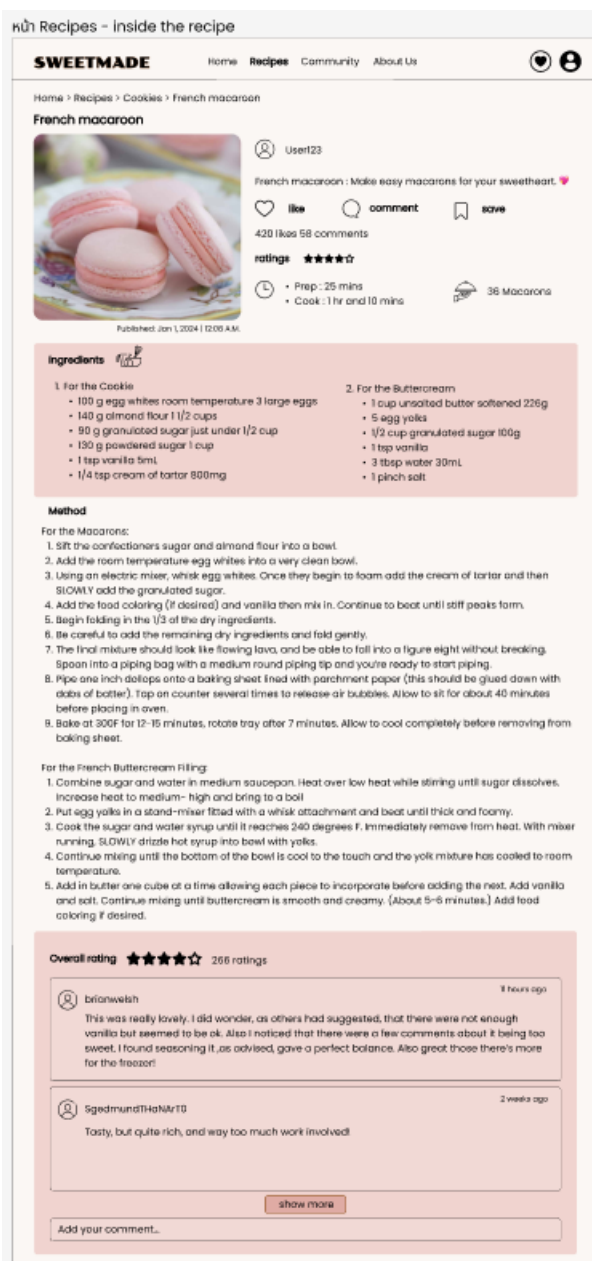 หน้า Recipes - inside the recipe
SWEETMADE
Home Recipes Community About Us
Home > Recipes > Cookies > French macaroon
French macaroon
User123
French macaroon : Make easy macarons for your sweetheart. 💗
like comment save
420 likes 58 comments
ratings ★★★★☆
• Prep : 25 mins
• Cook : 1 hr and 10 mins
36 Macarons
Published: Jan 1, 2024 | 12:06 A.M.
Ingredients
1. For the Cookie
• 100 g egg whites room temperature 3 large eggs
• 140 g almond flour 1 1/2 cups
• 90 g granulated sugar just under 1/2 cup
• 130 g powdered sugar 1 cup
• 1 tsp vanilla 5mL
• 1/4 tsp cream of tartar 800mg
2. For the Buttercream
• 1 cup unsalted butter softened 226g
• 5 egg yolks
• 1/2 cup granulated sugar 100g
• 1 tsp vanilla
• 3 tbsp water 30mL
• 1 pinch salt
Method
For the Macarons:
1. Sift the confectioners sugar and almond flour into a bowl.
2. Add the room temperature egg whites into a very clean bowl.
3. Using an electric mixer, whisk egg whites. Once they begin to foam add the cream of tartar and then
SLOWLY add the granulated sugar.
4. Add the food coloring (if desired) and vanilla then mix in. Continue to beat until stiff peaks form.
5. Begin folding in the 1/3 of the dry ingredients.
6. Be careful to add the remaining dry ingredients and fold gently.
7. The final mixture should look like flowing lava, and be able to fall into a figure eight without breaking.
Spoon into a piping bag with a medium round piping tip and you're ready to start piping.
8. Pipe one inch dollops onto a baking sheet lined with parchment paper (this should be glued down with
dabs of batter). Tap on counter several times to release air bubbles. Allow to sit for about 40 minutes
before placing in oven.
9. Bake at 300F for 12-15 minutes, rotate tray after 7 minutes. Allow to cool completely before removing from
baking sheet.
For the French Buttercream Filling:
1. Combine sugar and water in medium saucepan. Heat over low heat while stirring until sugar dissolves.
Increase heat to medium- high and bring to a boil
2. Put egg yolks in a stand-mixer fitted with a whisk attachment and beat until thick and foamy.
3. Cook the sugar and water syrup until it reaches 240 degrees F. Immediately remove from heat. With mixer
running, SLOWLY drizzle hot syrup into bowl with yolks.
4. Continue mixing until the bottom of the bowl is cool to the touch and the yolk mixture has cooled to room
temperature.
5. Add in butter one cube at a time allowing each piece to incorporate before adding the next. Add vanilla
and salt. Continue mixing until buttercream is smooth and creamy. (About 5-6 minutes.) Add food
coloring if desired.
Overall rating ★★★★☆ 266 ratings
11 hours ago
brianwelsh
This was really lovely. I did wonder, as others had suggested, that there were not enough
vanilla but seemed to be ok. Also I noticed that there were a few comments about it being too
sweet. I found seasoning it ,as advised, gave a perfect balance. Also great those there's more
for the freezer!
2 weeks ago
SgedmundTHaNArT0
Tasty, but quite rich, and way too much work involved!
show more
Add your comment...